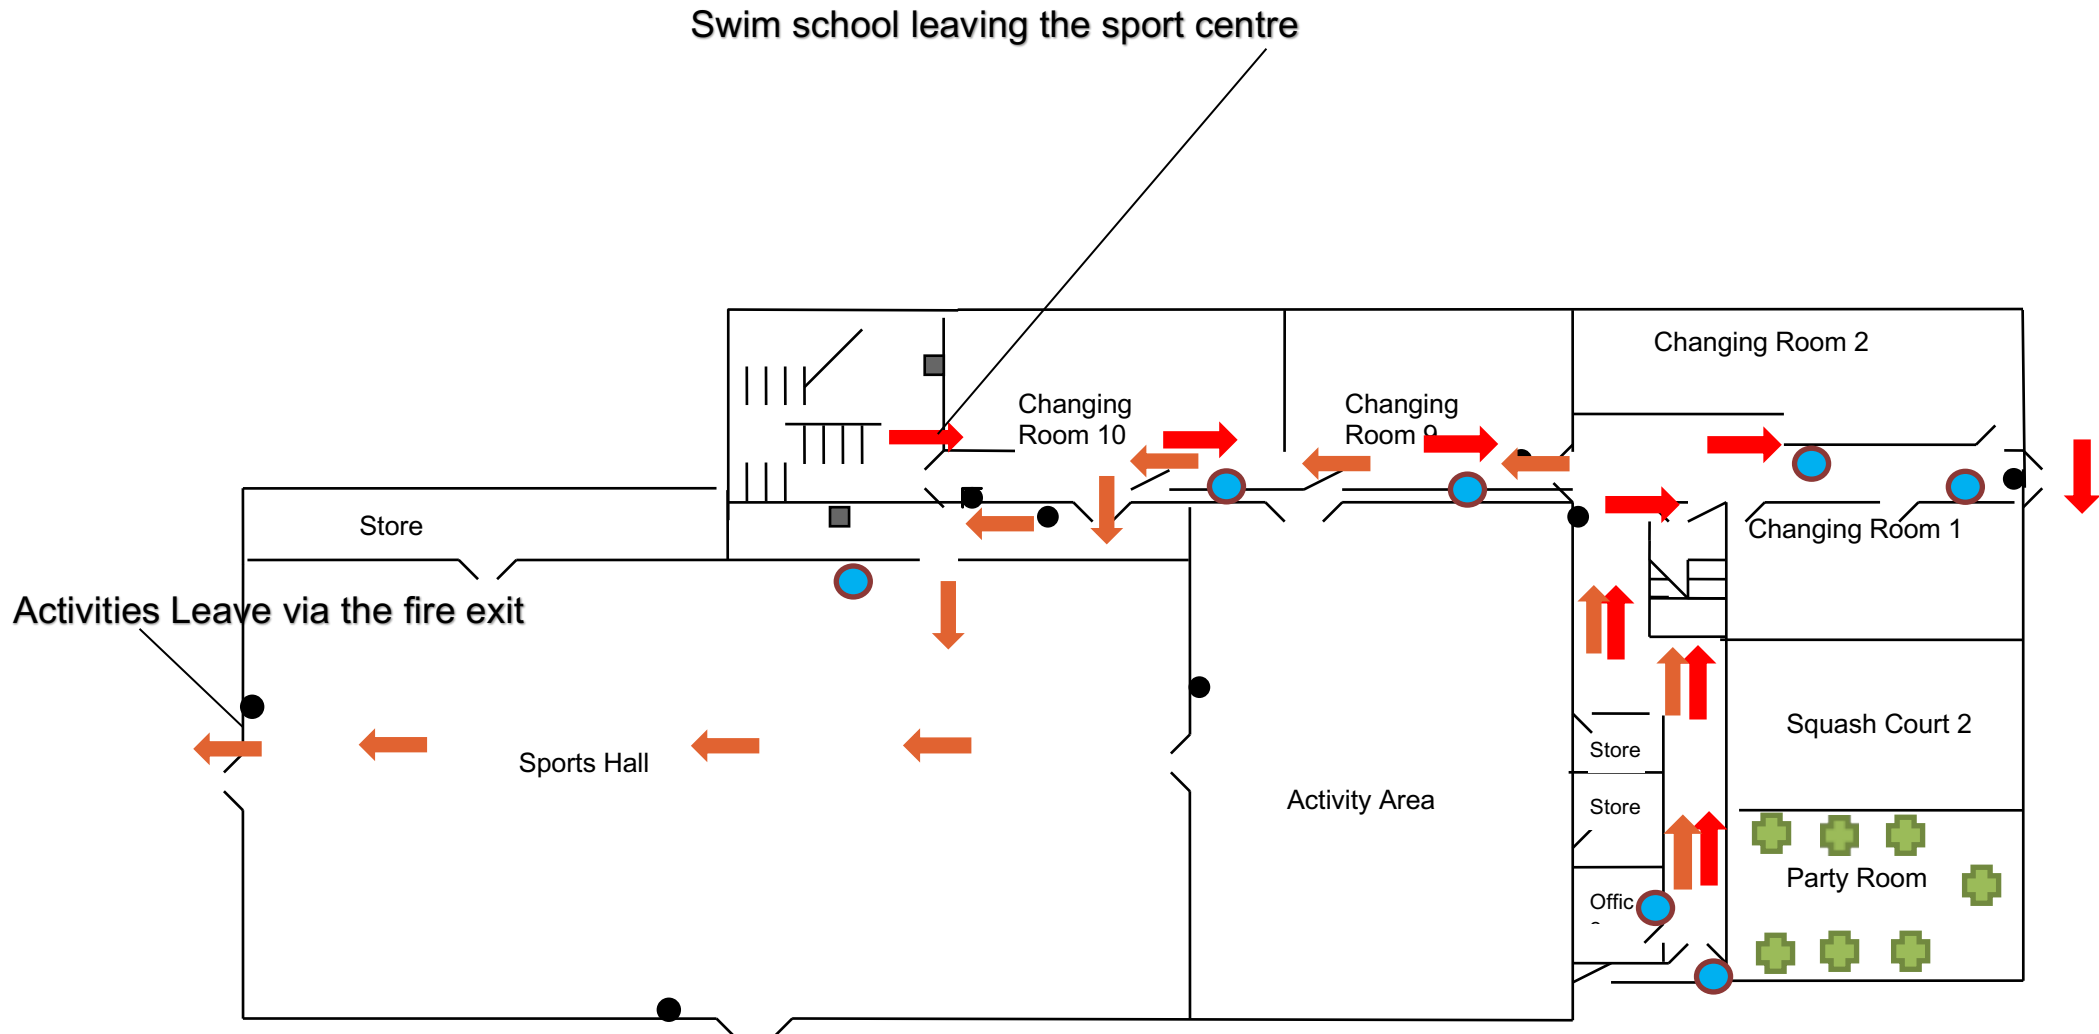 Swim school leaving the sport centre
Changing Room 2
Changing
Room 10
Changing
Room 9
Store
Changing Room 1
Activities Leave via the fire exit
Squash Court 2
Store
Sports Hall
Activity Area
Store
Party Room
Offic